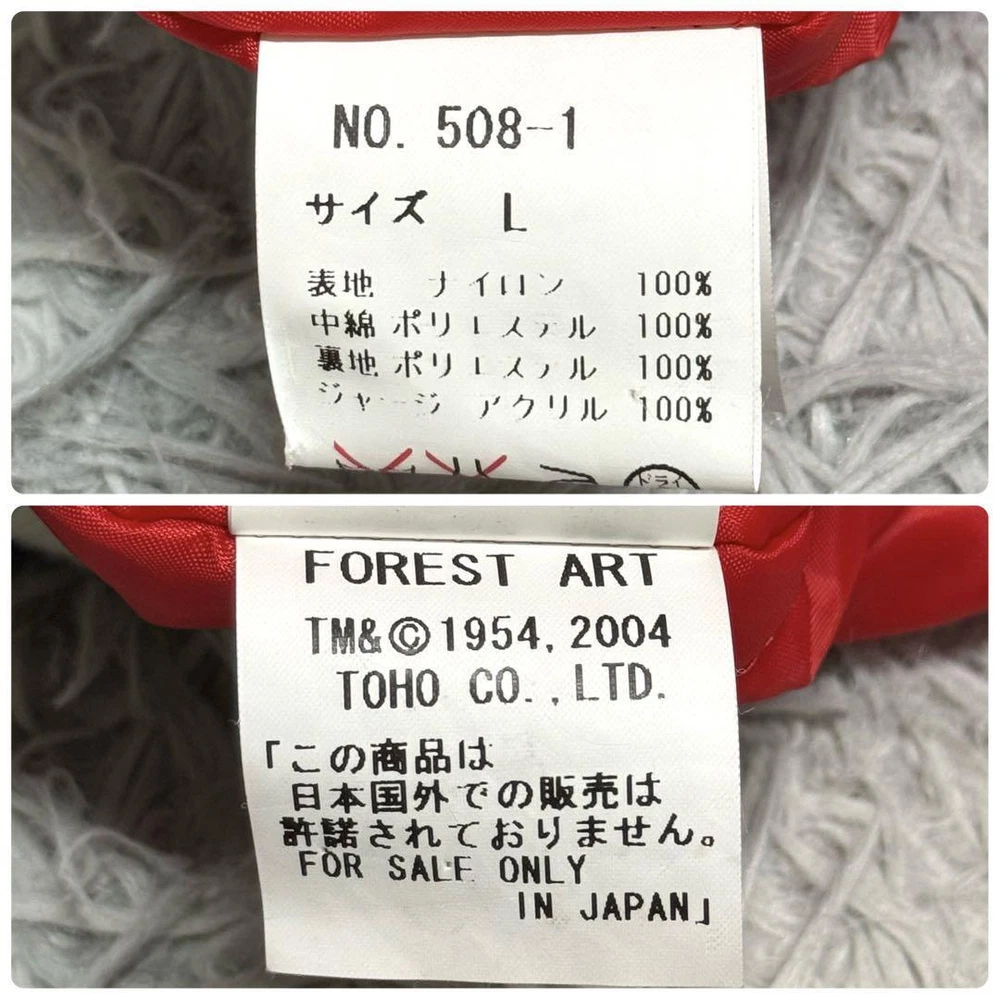 NO. 508-1
サイズ L
表地 ナイロン 100%
中綿 ポリエステル 100%
裏地 ポリエステル 100%
ジャージ アクリル 100%
ドライ
FOREST ART
TM&©1954, 2004
TOHO CO.,LTD.
「この商品は
日本国外での販売は
許諾されておりません。
FOR SALE ONLY
IN JAPAN」